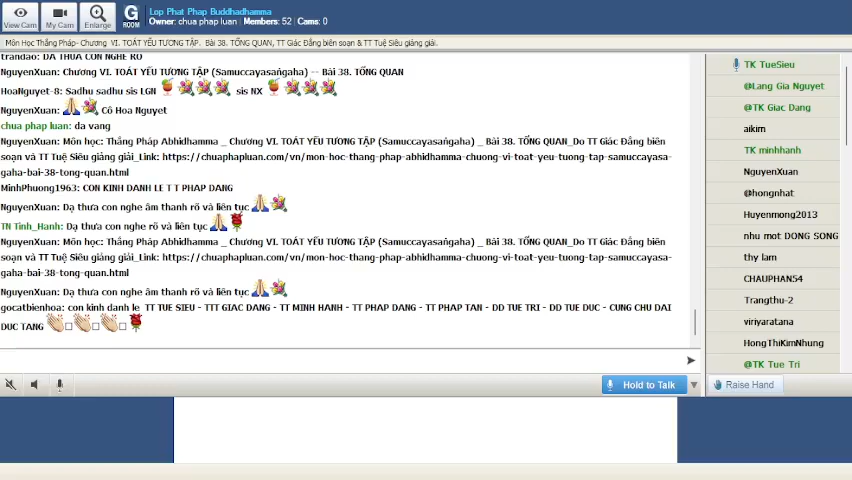 View Cam
My Cam
Enlarge
G
ROOM
Lop Phat Phap Buddhadhamma
Owner: chua phap luan : Members: 52 : Cams: 0
Môn Học Thắng Pháp- Chương VI. TOÁT YẾU TƯƠNG TẬP. Bài 38. TỔNG QUAN, TT Giác Đẳng biên soạn & TT Tuệ Siêu giảng giải.
trandao: DA THUA CON NGHE RO
NguyenXuan: Chương VI. TOÁT YẾU TƯƠNG TẬP (Samuccayasaṅgaha) -- Bài 38. TỔNG QUAN
HoaNguyet-8: Sadhu sadhu sis LGN sis NX
NguyenXuan: Cô Hoa Nguyet
chua phap luan: da vang
NguyenXuan: Môn học: Thắng Pháp Abhidhamma _ Chương VI. TOÁT YẾU TƯƠNG TẬP (Samuccayasaṅgaha) _ Bài 38. TỔNG QUAN_Do TT Giác Đẳng biên
soạn và TT Tuệ Siêu giảng giải_Link: https://chuaphapluan.com/vn/mon-hoc-thang-phap-abhidhamma-chuong-vi-toat-yeu-tuong-tap-samuccayasa-
gaha-bai-38-tong-quan.html
MinhPhuong1963: CON KINH DANH LE T T PHAP DANG
NguyenXuan: Dạ thưa con nghe âm thanh rõ và liên tục
TN Tinh_Hanh: Dạ thưa con nghe rõ và liên tục
NguyenXuan: Môn học: Thắng Pháp Abhidhamma _ Chương VI. TOÁT YẾU TƯƠNG TẬP (Samuccayasaṅgaha) _ Bài 38. TỔNG QUAN_Do TT Giác Đẳng biên
soạn và TT Tuệ Siêu giảng giải_Link: https://chuaphapluan.com/vn/mon-hoc-thang-phap-abhidhamma-chuong-vi-toat-yeu-tuong-tap-samuccayasa-
gaha-bai-38-tong-quan.html
NguyenXuan: Dạ thưa con nghe âm thanh rõ và liên tục
gocatbienhoa: con kinh danh le TT TUE SIEU - TTT GIAC DANG - TT MINH HANH - TT PHAP DANG - TT PHAP TAN - DD TUE TRI - DD TUE DUC - CUNG CHU DAI
DUC TANG
Hold to Talk
TK TueSieu
@Lang Gia Nguyet
@TK Giac Dang
aikim
TK minhhanh
NguyenXuan
@hongnhat
Huyenmong2013
nhu mot DONG SONG
thy lam
CHAUPHAN54
Trangthu-2
viriyaratana
HongThiKimNhung
@TK Tue Tri
Raise Hand